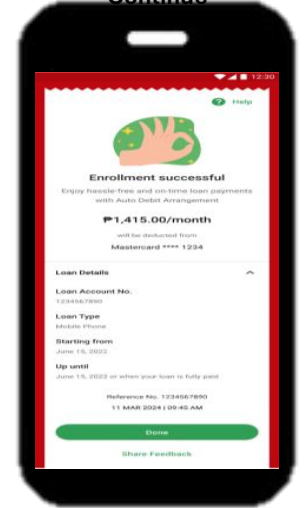 Continue
12:30
Help
Enrollment successful
Enjoy hassle-free and on-time loan payments
with Auto Debit Arrangement
₱1,415.00/month
will be deducted from
Mastercard **** 1234
Loan Details
Loan Account No.
1234567890
Loan Type
Mobile Phone
Starting from
June 15, 2022
Up until
June 15, 2023 or when your loan is fully paid
Reference No. 1234567890
11 MAR 2024 | 09:45 AM
Done
Share Feedback